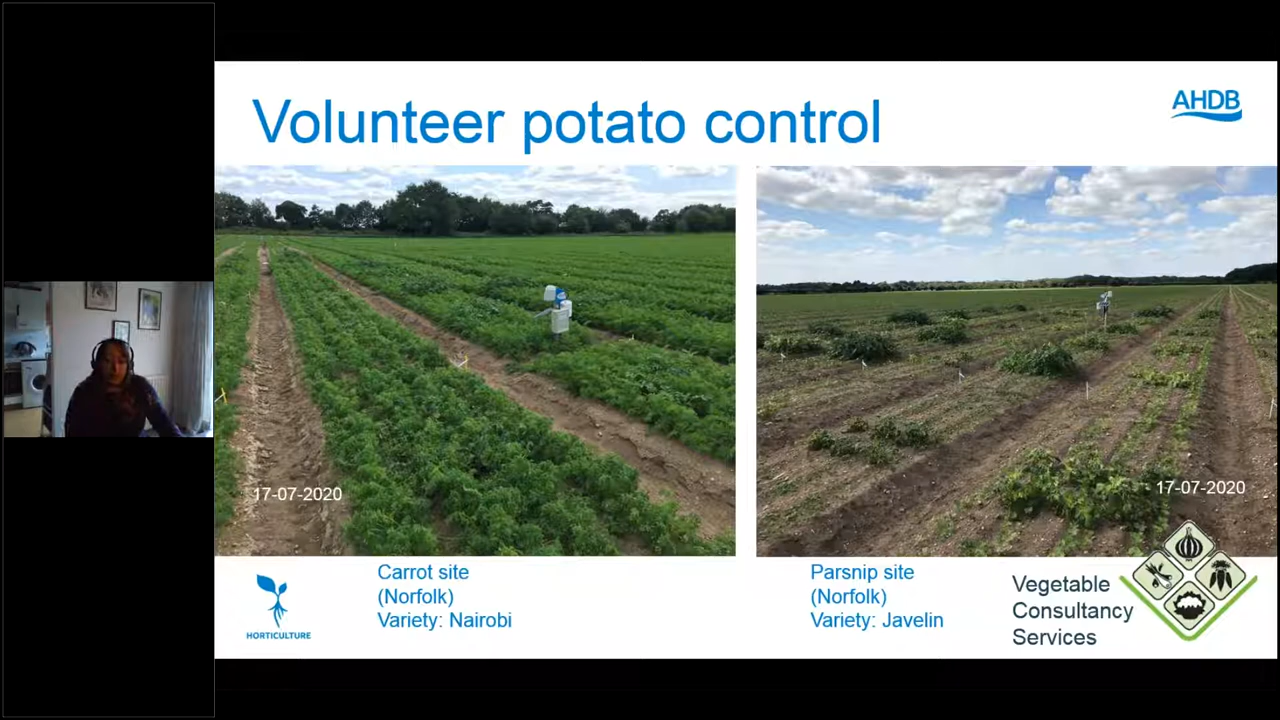 Volunteer potato control
AHDB
17-07-2020
17-07-2020
HORTICULTURE
Carrot site
(Norfolk)
Variety: Nairobi
Parsnip site
(Norfolk)
Variety: Javelin
Vegetable
Consultancy
Services